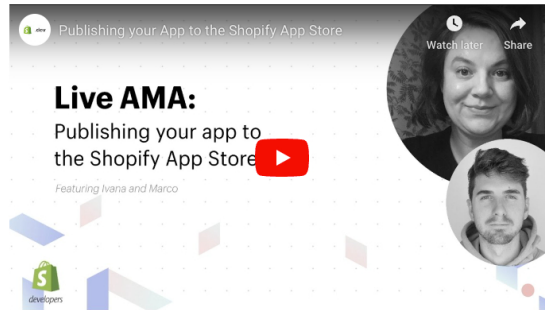 dev
Publishing your App to the Shopify App Store
Watch later
Share
Live AMA:
Publishing your app to
the Shopify App Store
Featuring Ivana and Marco
developers